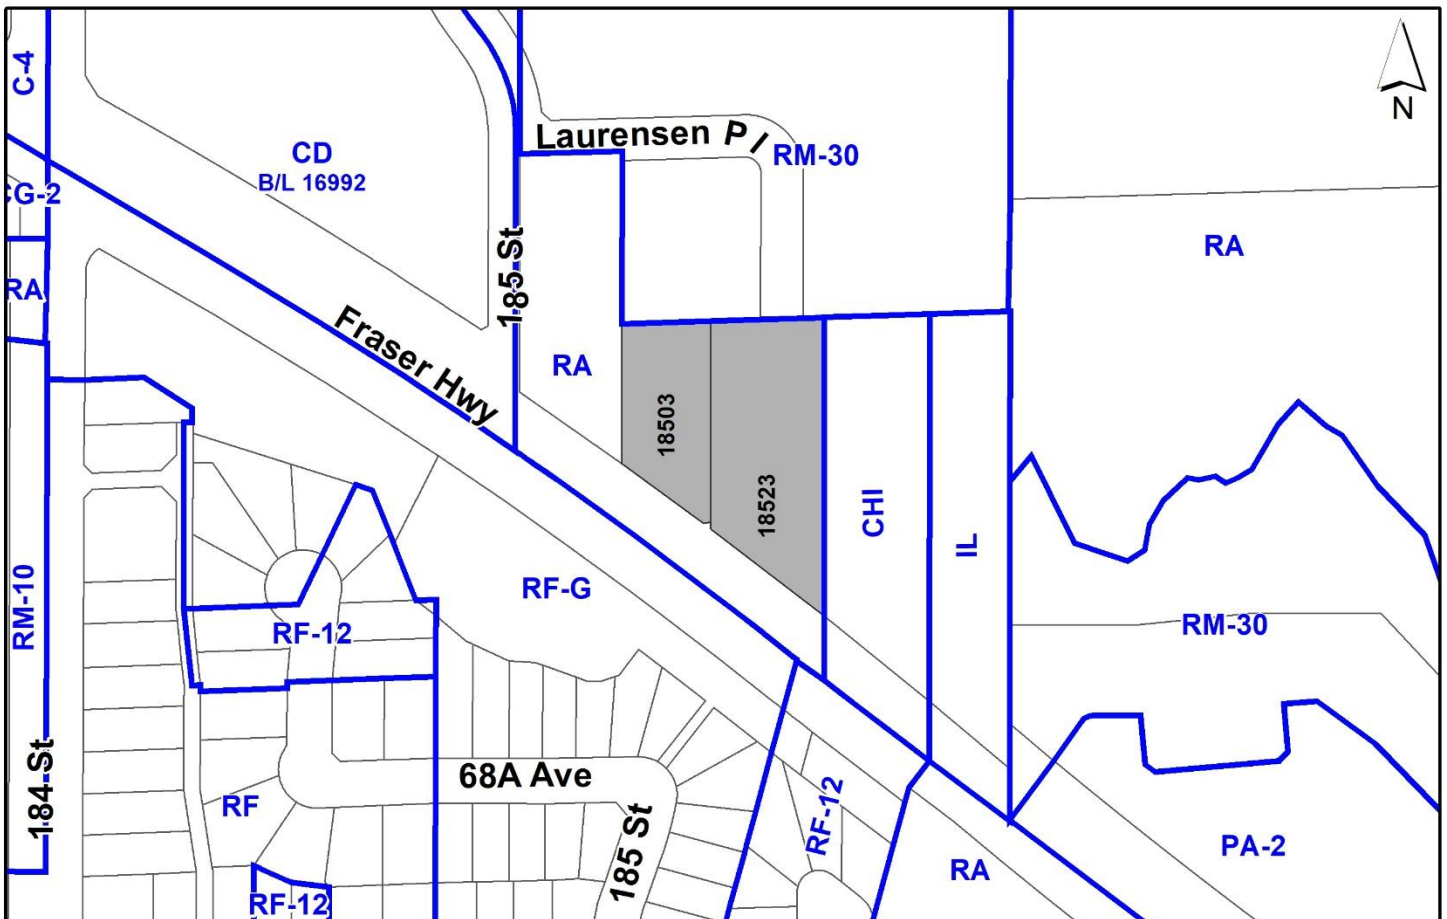 C-4
N
Laurensen Pl
CD
B/L 16992
RM-30
CG-2
RA
185 St
RA
Fraser Hwy
RA
18503
18523
CHI
IL
RF-G
RM-10
RF-12
RM-30
184 St
68A Ave
RF
185 St
RF-12
RA
PA-2
RF-12